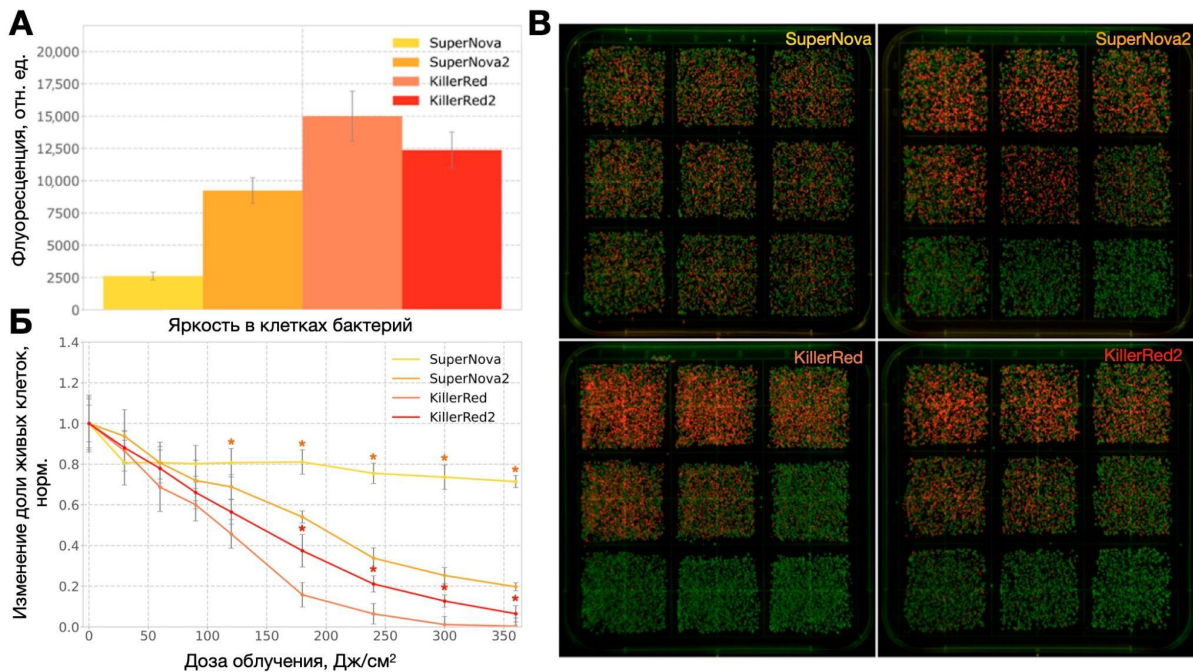 А
Флуоресценция, отн. ед.
20,000
17,500
15,000
12,500
10,000
7500
5000
2500
0
SuperNova
SuperNova2
KillerRed
KillerRed2
Яркость в клетках бактерий
Б
Изменение доли живых клеток,
норм.
1.4
1.2
1.0
0.8
0.6
0.4
0.2
0.0
SuperNova
SuperNova2
KillerRed
KillerRed2
*
*
*
*
*
*
*
*
*
0
50
100
150
200
250
300
350
Доза облучения, Дж/см²
В
SuperNova
SuperNova2
KillerRed
KillerRed2